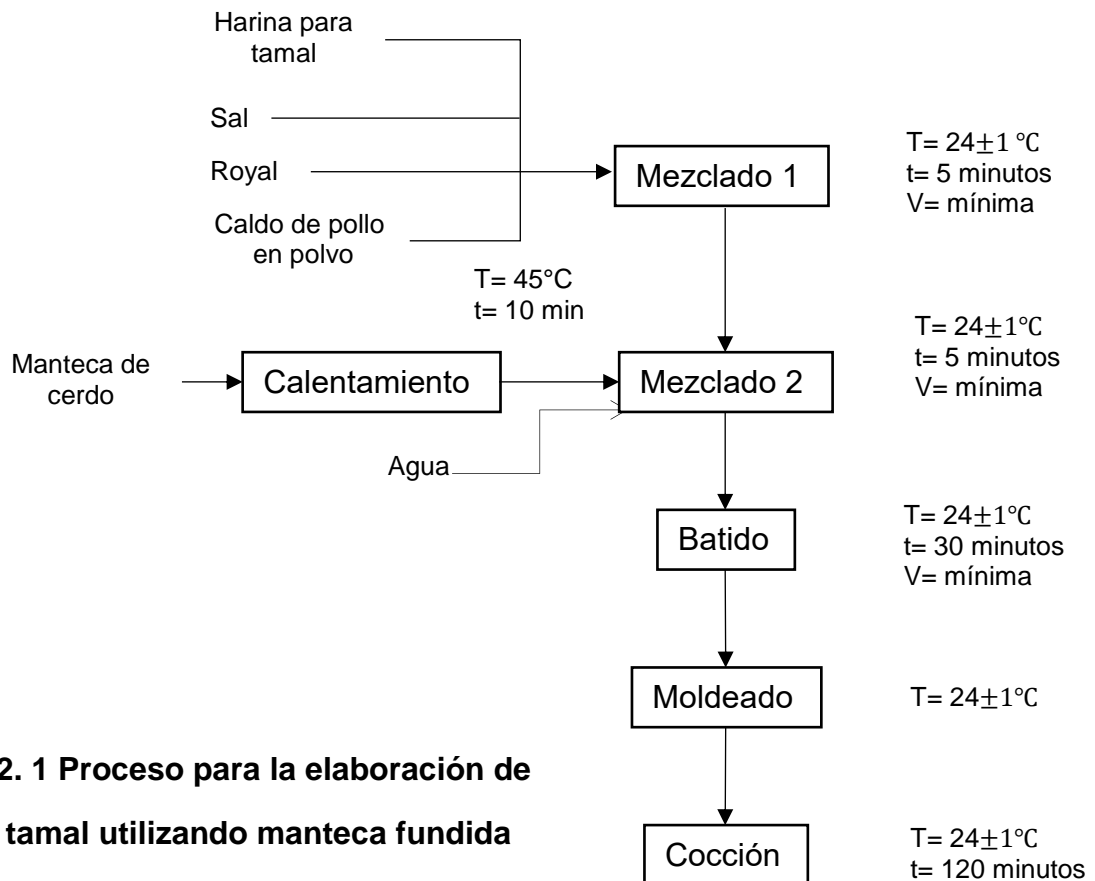 Harina para
tamal
Sal
Royal
Caldo de pollo
en polvo
Mezclado 1
T= 24±1 °C
t= 5 minutos
V= mínima
T= 45°C
t= 10 min
Manteca de
cerdo
Calentamiento
Mezclado 2
T= 24±1°C
t= 5 minutos
V= mínima
Agua
Batido
T= 24±1°C
t= 30 minutos
V= mínima
Moldeado
T= 24±1°C
2. 1 Proceso para la elaboración de
tamal utilizando manteca fundida
Cocción
T= 24±1°C
t= 120 minutos